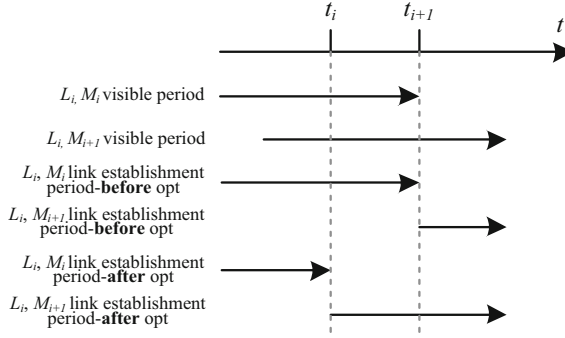 t_i t_{i+1} t
L_i, M_i visible period
L_i, M_{i+1} visible period
L_i, M_i link establishment
period-before opt
L_i, M_{i+1} link establishment
period-before opt
L_i, M_i link establishment
period-after opt
L_i, M_{i+1} link establishment
period-after opt